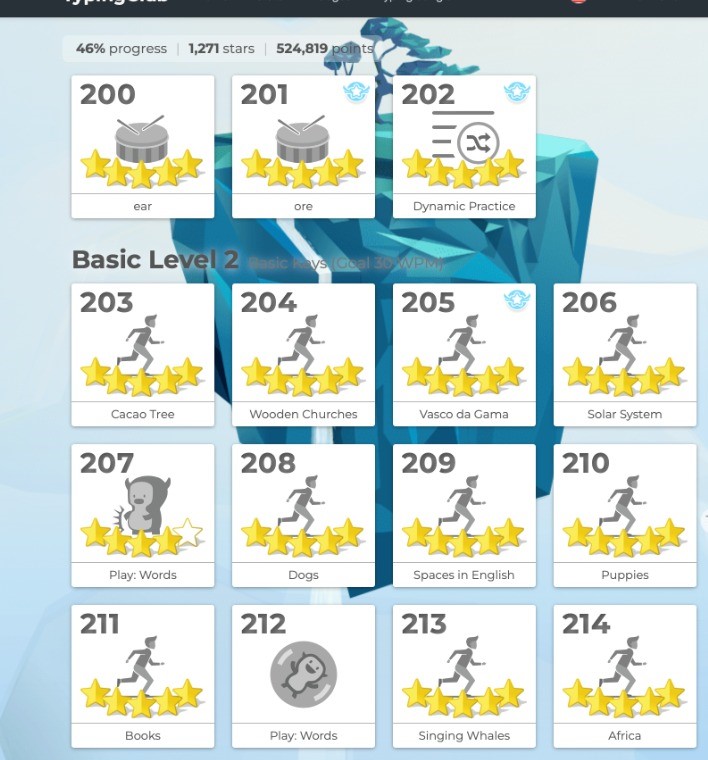 46% progress | 1,271 stars | 524,819 points
200 201 202
ear ore Dynamic Practice
Basic Level 2 Basic Keys (Goal 30 WPM)
203 204 205 206
Cacao Tree Wooden Churches Vasco da Gama Solar System
207 208 209 210
Play: Words Dogs Spaces in English Puppies
211 212 213 214
Books Play: Words Singing Whales Africa